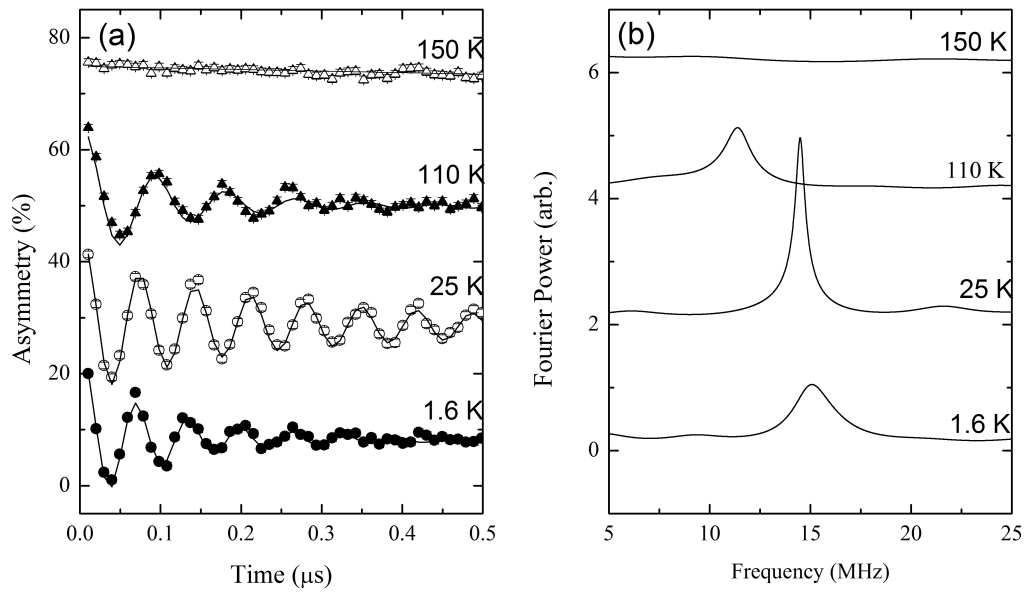 (a)
150 K
110 K
25 K
1.6 K
80
60
40
20
0
0.0 0.1 0.2 0.3 0.4 0.5
Asymmetry (%)
Time (μs)
(b)
150 K
110 K
25 K
1.6 K
6
4
2
0
5 10 15 20 25
Fourier Power (arb.)
Frequency (MHz)